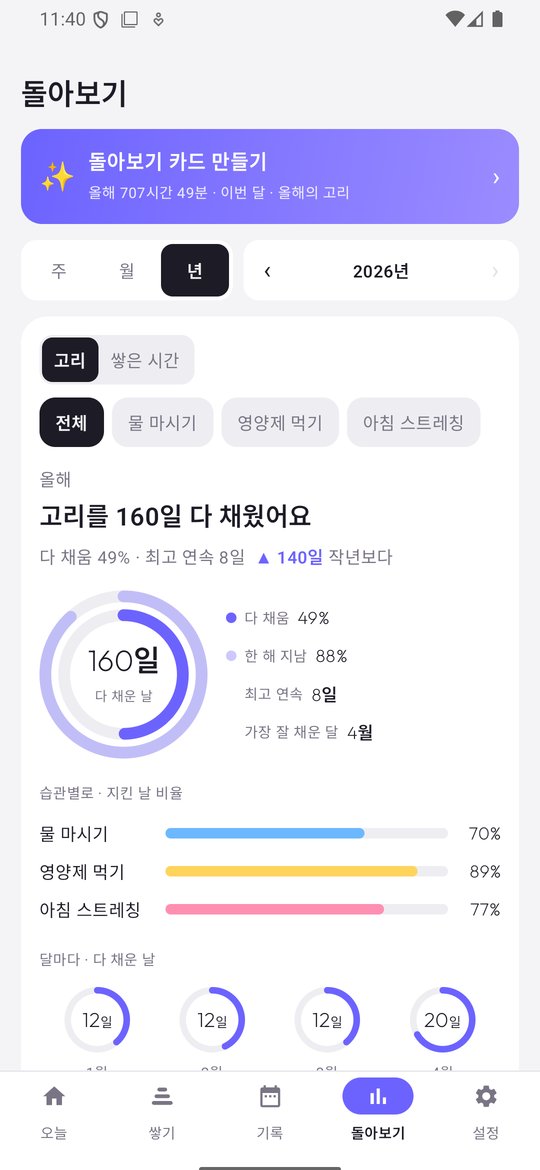 11:40
돌아보기
돌아보기 카드 만들기
올해 707시간 49분 · 이번 달 · 올해의 고리
주 월 년 2026년
고리 쌓은 시간
전체 물 마시기 영양제 먹기 아침 스트레칭
올해
고리를 160일 다 채웠어요
다 채움 49% · 최고 연속 8일 ▲ 140일 작년보다
160일
다 채운 날
다 채움 49%
한 해 지남 88%
최고 연속 8일
가장 잘 채운 달 4월
습관별로 · 지킨 날 비율
물 마시기 70%
영양제 먹기 89%
아침 스트레칭 77%
달마다 · 다 채운 날
12일 12일 12일 20일
오늘 쌓기 기록 돌아보기 설정